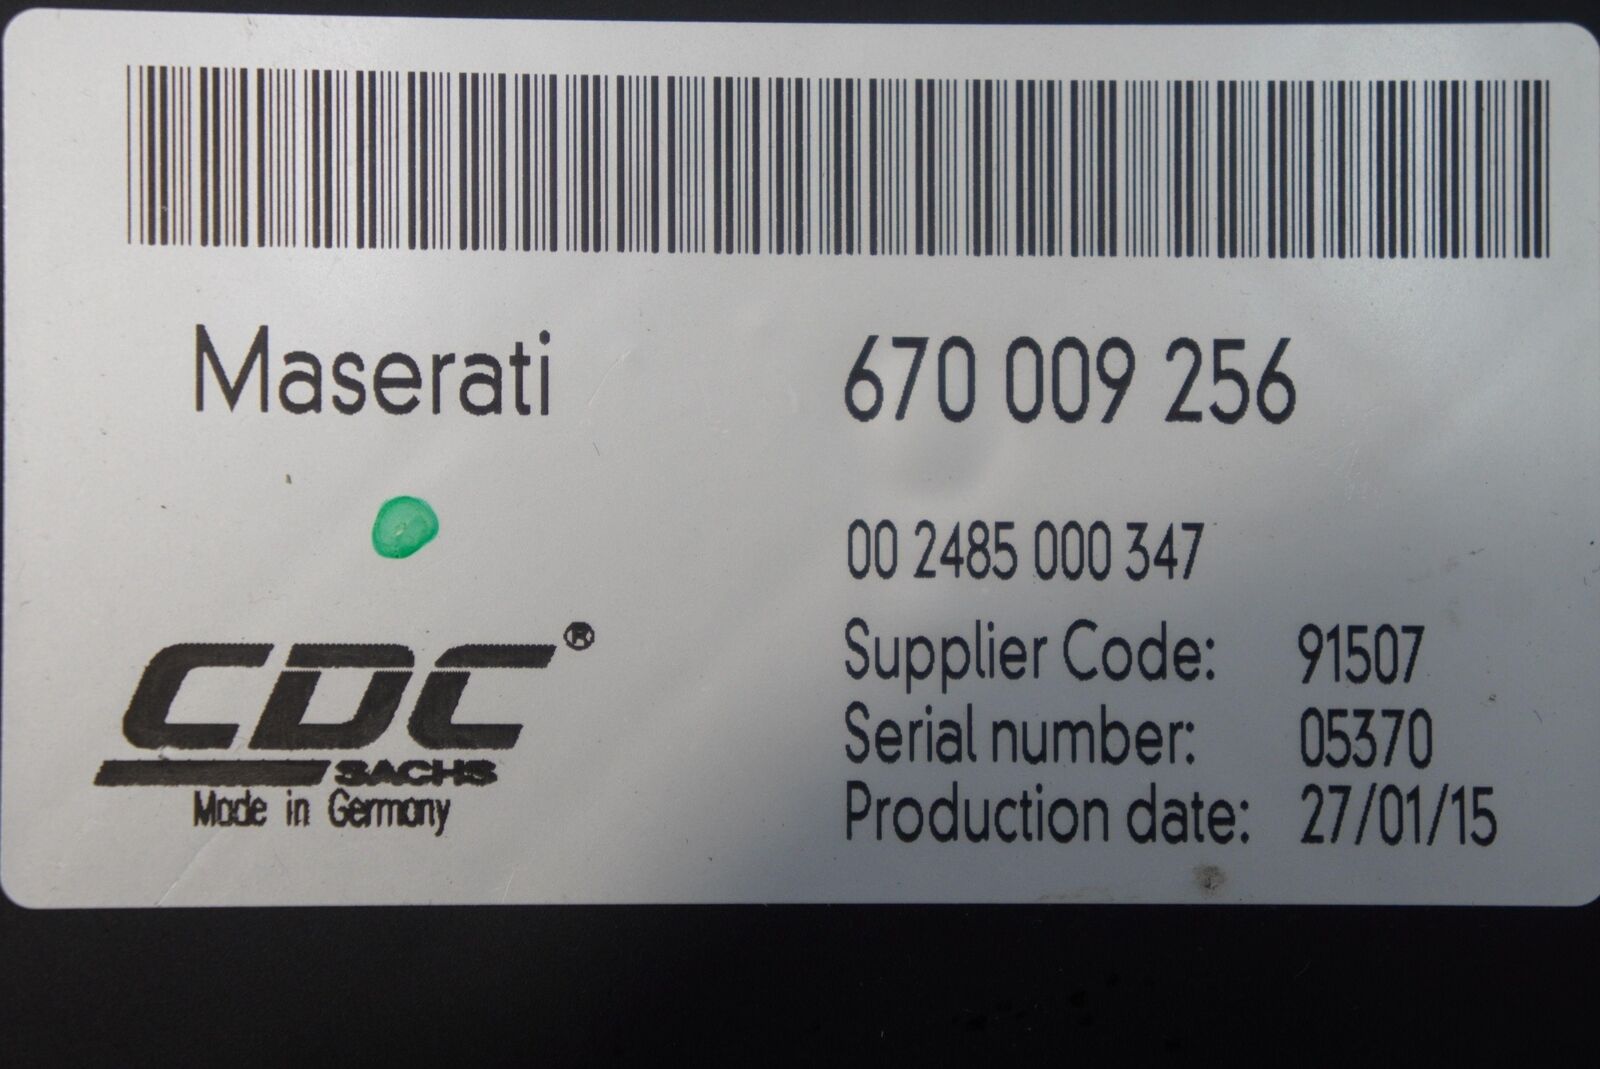 Maserati 670 009 256
00 2485 000 347
CDC®
SACHS
Made in Germany
Supplier Code: 91507
Serial number: 05370
Production date: 27/01/15